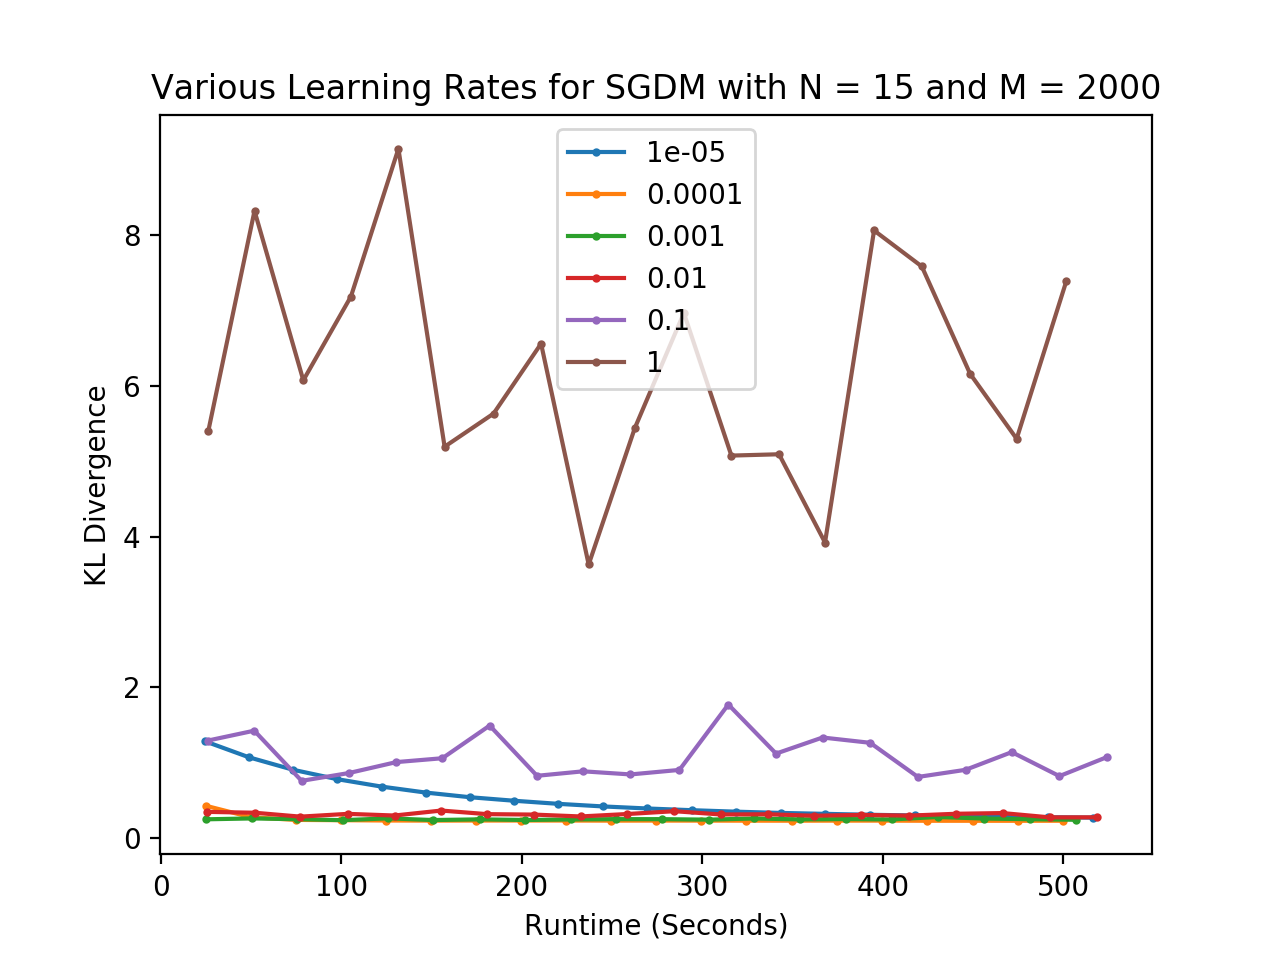 Various Learning Rates for SGDM with N = 15 and M = 2000
1e-05
0.0001
0.001
0.01
0.1
1
8
6
4
2
0
KL Divergence
0 100 200 300 400 500
Runtime (Seconds)